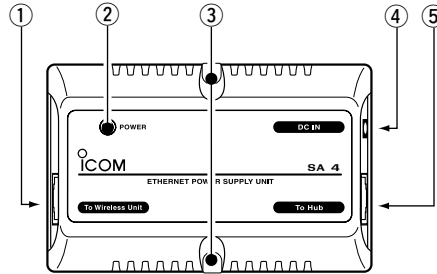 ① ② ③ ④ ⑤
POWER DC IN
ICOM SA 4
ETHERNET POWER SUPPLY UNIT
To Wireless Unit To Hub